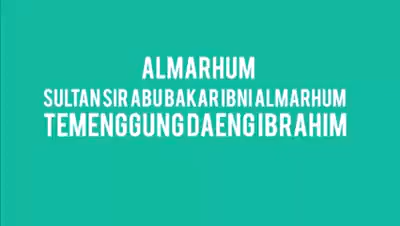 ALMARHUM
SULTAN SIR ABU BAKAR IBNI ALMARHUM
TEMENGGUNG DAENG IBRAHIM